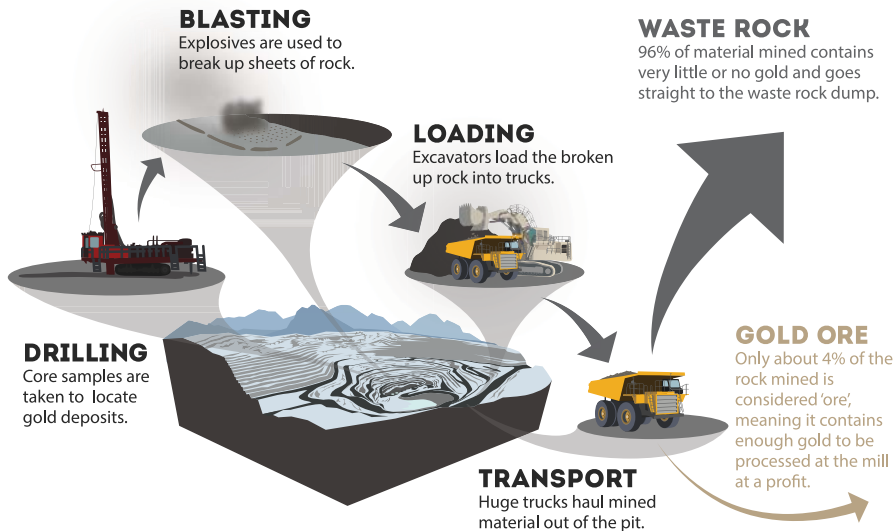 BLASTING
Explosives are used to
break up sheets of rock.
WASTE ROCK
96% of material mined contains
very little or no gold and goes
straight to the waste rock dump.
LOADING
Excavators load the broken
up rock into trucks.
DRILLING
Core samples are
taken to locate
gold deposits.
GOLD ORE
Only about 4% of the
rock mined is
considered ‘ore’,
meaning it contains
enough gold to be
processed at the mill
at a profit.
TRANSPORT
Huge trucks haul mined
material out of the pit.